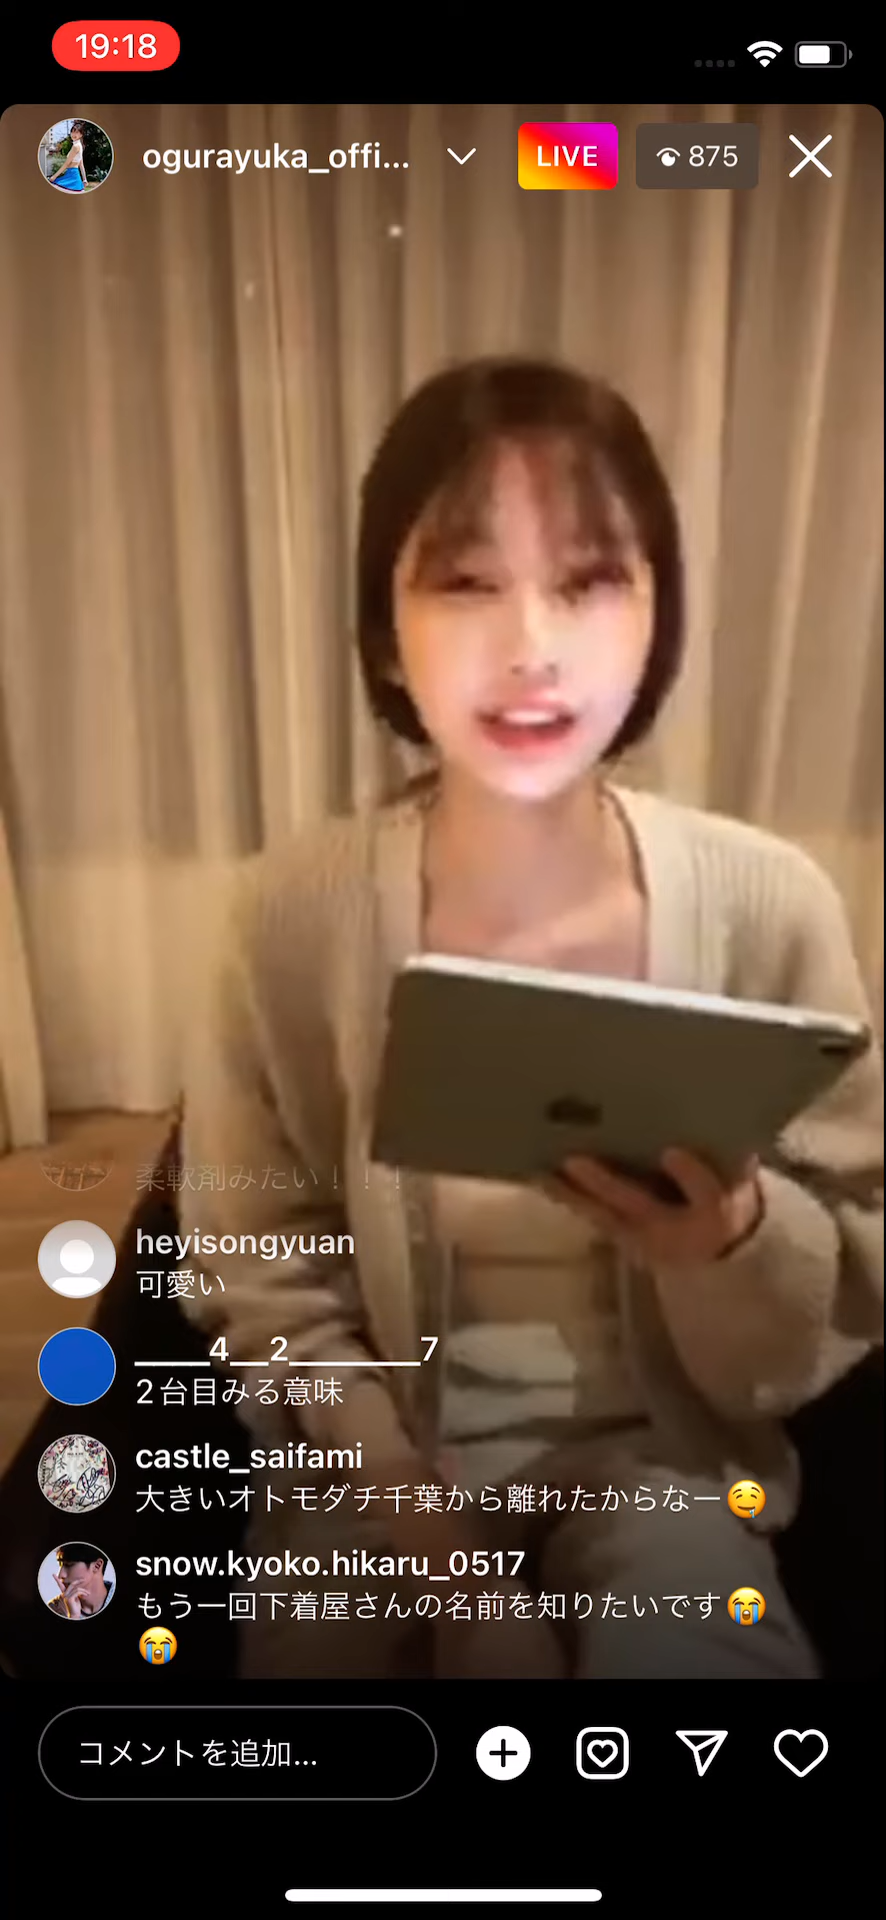 19:18
ogurayuka_offi...
LIVE
875
柔軟剤みたい！！！
heyisongyuan
可愛い
____4__2_______7
2台目みる意味
castle_saifami
大きいオトモダチ千葉から離れたからなー🤤
snow.kyoko.hikaru_0517
もう一回下着屋さんの名前を知りたいです😭
😭
コメントを追加...